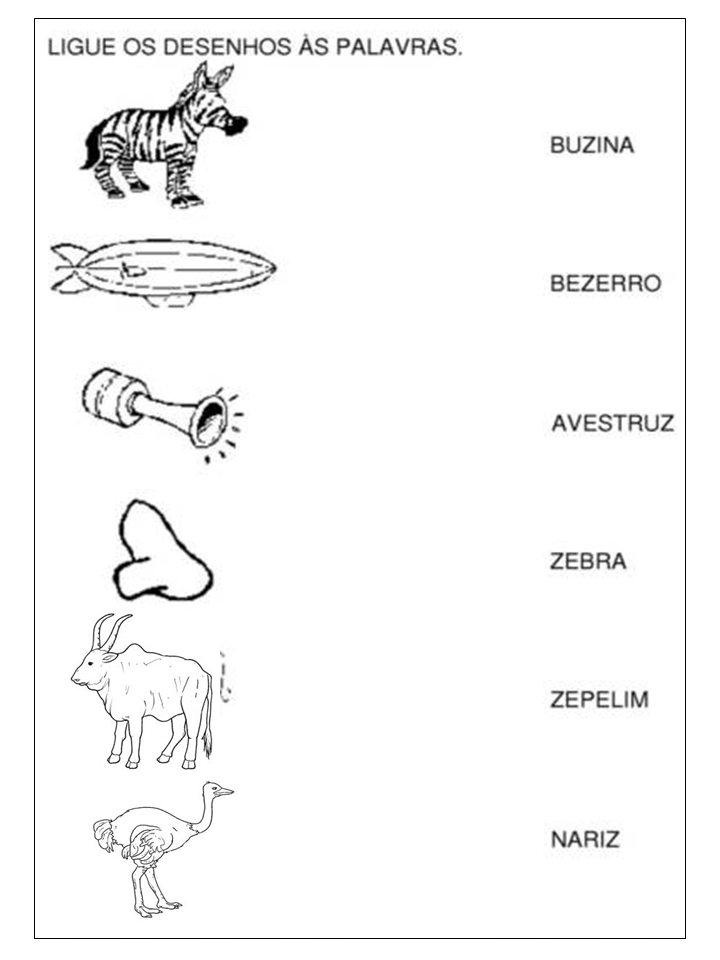 LIGUE OS DESENHOS ÀS PALAVRAS.
BUZINA
BEZERRO
AVESTRUZ
ZEBRA
ZEPELIM
NARIZ